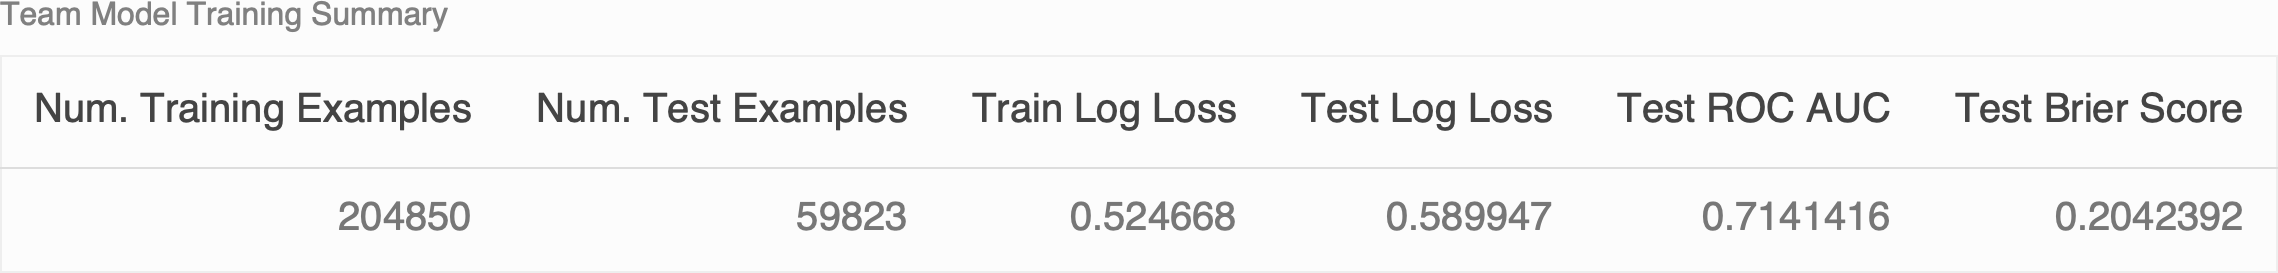 Team Model Training Summary
Num. Training Examples Num. Test Examples Train Log Loss Test Log Loss Test ROC AUC Test Brier Score
204850 59823 0.524668 0.589947 0.7141416 0.2042392